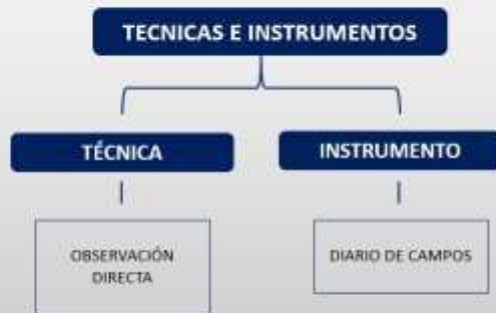 TECNICAS E INSTRUMENTOS
TÉCNICA
INSTRUMENTO
OBSERVACIÓN
DIRECTA
DIARIO DE CAMPOS